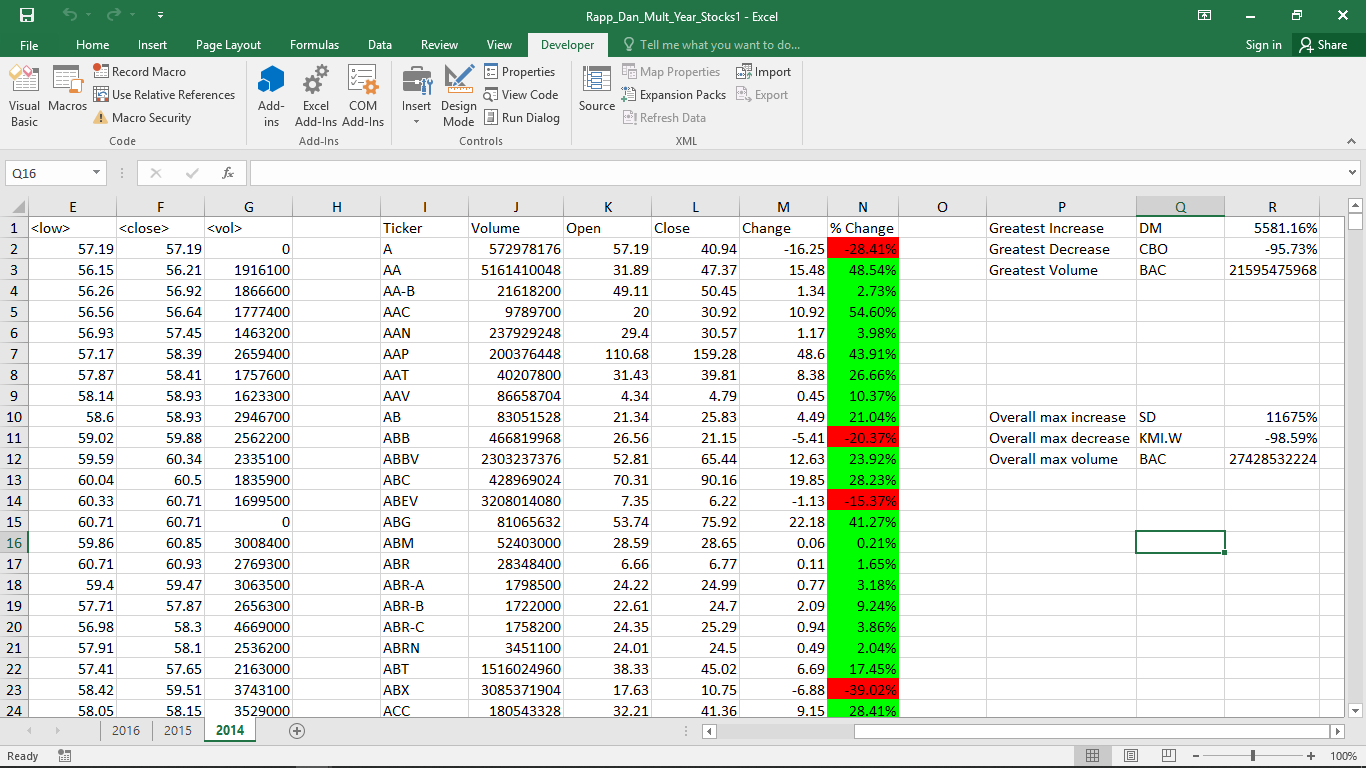 Rapp_Dan_Mult_Year_Stocks1 - Excel
File Home Insert Page Layout Formulas Data Review View Developer Tell me what you want to do... Sign in Share
Visual Basic
Macros
Record Macro
Use Relative References
Macro Security
Code
Add-ins
Excel Add-Ins
COM Add-Ins
Add-Ins
Insert
Design Mode
Properties
View Code
Run Dialog
Controls
Source
Map Properties
Expansion Packs
Refresh Data
Import
Export
XML
Q16 fx
E F G H I J K L M N O P Q R
1 <low> <close> <vol> Ticker Volume Open Close Change % Change Greatest Increase DM 5581.16%
2 57.19 57.19 0 A 572978176 57.19 40.94 -16.25 -28.41% Greatest Decrease CBO -95.73%
3 56.15 56.21 1916100 AA 5161410048 31.89 47.37 15.48 48.54% Greatest Volume BAC 21595475968
4 56.26 56.92 1866600 AA-B 21618200 49.11 50.45 1.34 2.73%
5 56.56 56.64 1777400 AAC 9789700 20 30.92 10.92 54.60%
6 56.93 57.45 1463200 AAN 237929248 29.4 30.57 1.17 3.98%
7 57.17 58.39 2659400 AAP 200376448 110.68 159.28 48.6 43.91%
8 57.87 58.41 1757600 AAT 40207800 31.43 39.81 8.38 26.66%
9 58.14 58.93 1623300 AAV 86658704 4.34 4.79 0.45 10.37%
10 58.6 58.93 2946700 AB 83051528 21.34 25.83 4.49 21.04% Overall max increase SD 11675%
11 59.02 59.88 2562200 ABB 466819968 26.56 21.15 -5.41 -20.37% Overall max decrease KMI.W -98.59%
12 59.59 60.34 2335100 ABBV 2303237376 52.81 65.44 12.63 23.92% Overall max volume BAC 27428532224
13 60.04 60.5 1835900 ABC 428969024 70.31 90.16 19.85 28.23%
14 60.33 60.71 1699500 ABEV 3208014080 7.35 6.22 -1.13 -15.37%
15 60.71 60.71 0 ABG 81065632 53.74 75.92 22.18 41.27%
16 59.86 60.85 3008400 ABM 52403000 28.59 28.65 0.06 0.21%
17 60.71 60.93 2769300 ABR 28348400 6.66 6.77 0.11 1.65%
18 59.4 59.47 3063500 ABR-A 1798500 24.22 24.99 0.77 3.18%
19 57.71 57.87 2656300 ABR-B 1722000 22.61 24.7 2.09 9.24%
20 56.98 58.3 4669000 ABR-C 1758200 24.35 25.29 0.94 3.86%
21 57.91 58.1 2536200 ABRN 3451100 24.01 24.5 0.49 2.04%
22 57.41 57.65 2163000 ABT 1516024960 38.33 45.02 6.69 17.45%
23 58.42 59.51 3743100 ABX 3085371904 17.63 10.75 -6.88 -39.02%
24 58.05 58.15 3529000 ACC 180543328 32.21 41.36 9.15 28.41%
2016 2015 2014
Ready 100%